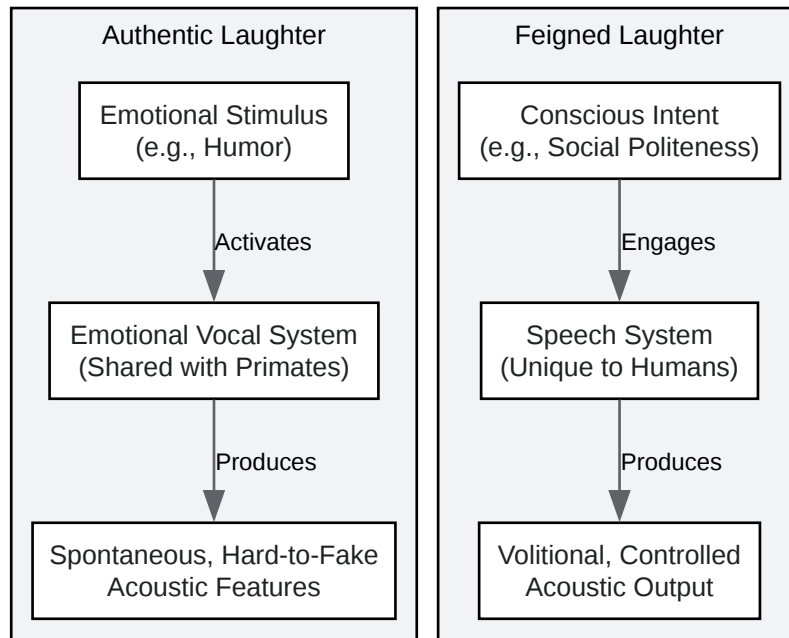 Authentic Laughter
Emotional Stimulus
(e.g., Humor)
Activates
Emotional Vocal System
(Shared with Primates)
Produces
Spontaneous, Hard-to-Fake
Acoustic Features
Feigned Laughter
Conscious Intent
(e.g., Social Politeness)
Engages
Speech System
(Unique to Humans)
Produces
Volitional, Controlled
Acoustic Output